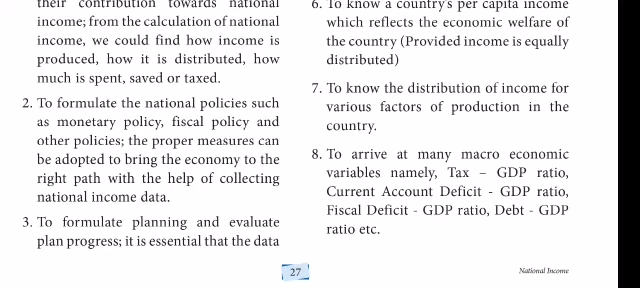 their contribution towards national
income; from the calculation of national
income, we could find how income is
produced, how it is distributed, how
much is spent, saved or taxed.
2. To formulate the national policies such
as monetary policy, fiscal policy and
other policies; the proper measures can
be adopted to bring the economy to the
right path with the help of collecting
national income data.
3. To formulate planning and evaluate
plan progress; it is essential that the data
6. To know a country's per capita income
which reflects the economic welfare of
the country (Provided income is equally
distributed)
7. To know the distribution of income for
various factors of production in the
country.
8. To arrive at many macro economic
variables namely, Tax – GDP ratio,
Current Account Deficit - GDP ratio,
Fiscal Deficit - GDP ratio, Debt - GDP
ratio etc.
27
National Income